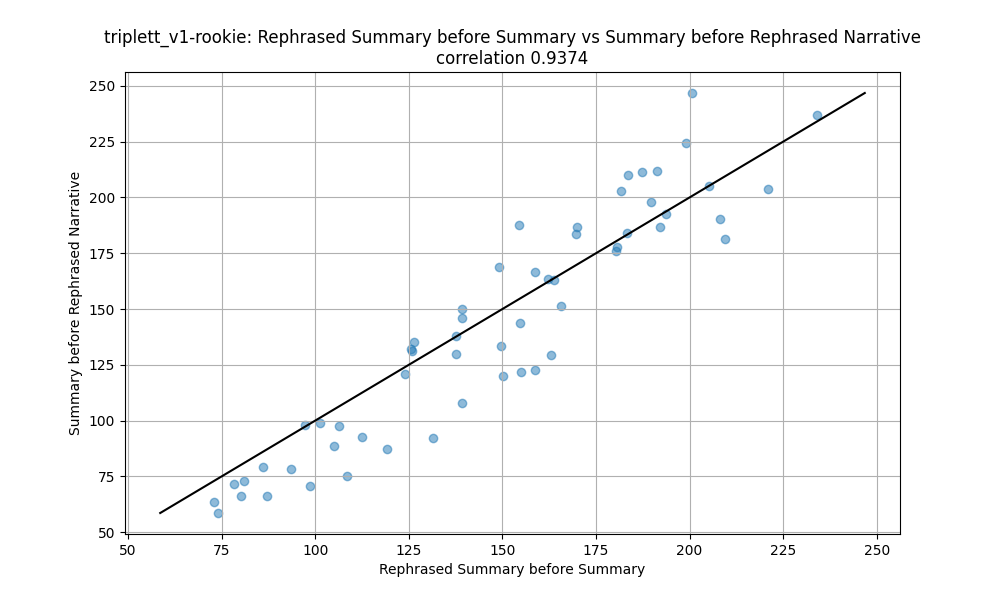 triplett_v1-rookie: Rephrased Summary before Summary vs Summary before Rephrased Narrative
correlation 0.9374
Summary before Rephrased Narrative
250
225
200
175
150
125
100
75
50
50 75 100 125 150 175 200 225 250
Rephrased Summary before Summary